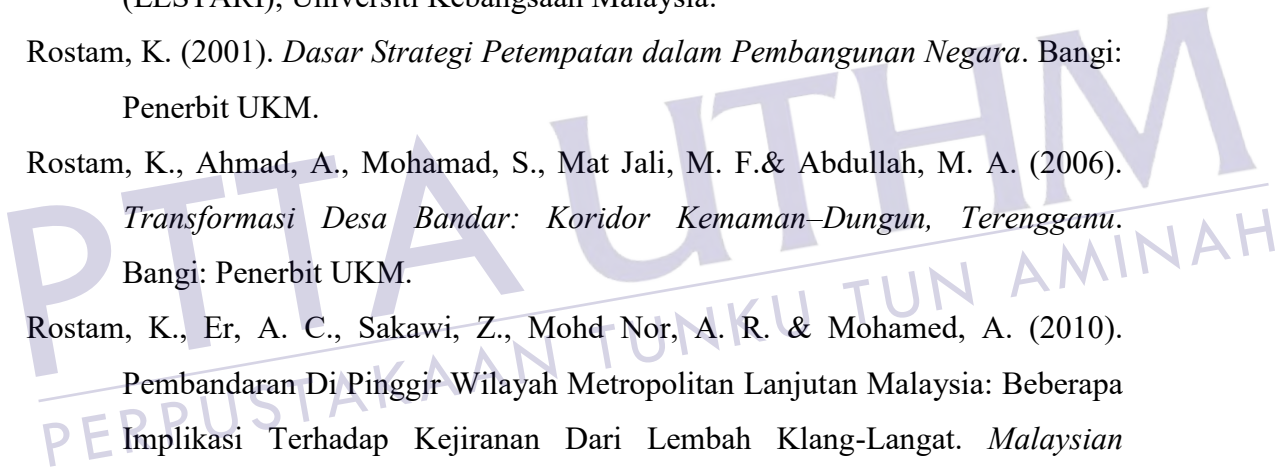 (LESTARI), Universiti Kebangsaan Malaysia.
Rostam, K. (2001). Dasar Strategi Petempatan dalam Pembangunan Negara. Bangi:
Penerbit UKM.
Rostam, K., Ahmad, A., Mohamad, S., Mat Jali, M. F.& Abdullah, M. A. (2006).
Transformasi Desa Bandar: Koridor Kemaman–Dungun, Terengganu.
Bangi: Penerbit UKM.
Rostam, K., Er, A. C., Sakawi, Z., Mohd Nor, A. R. & Mohamed, A. (2010).
Pembandaran Di Pinggir Wilayah Metropolitan Lanjutan Malaysia: Beberapa
Implikasi Terhadap Kejiranan Dari Lembah Klang-Langat. Malaysian
PTTA UTHM
PERPUSTAKAAN TUNKU TUN AMINAH